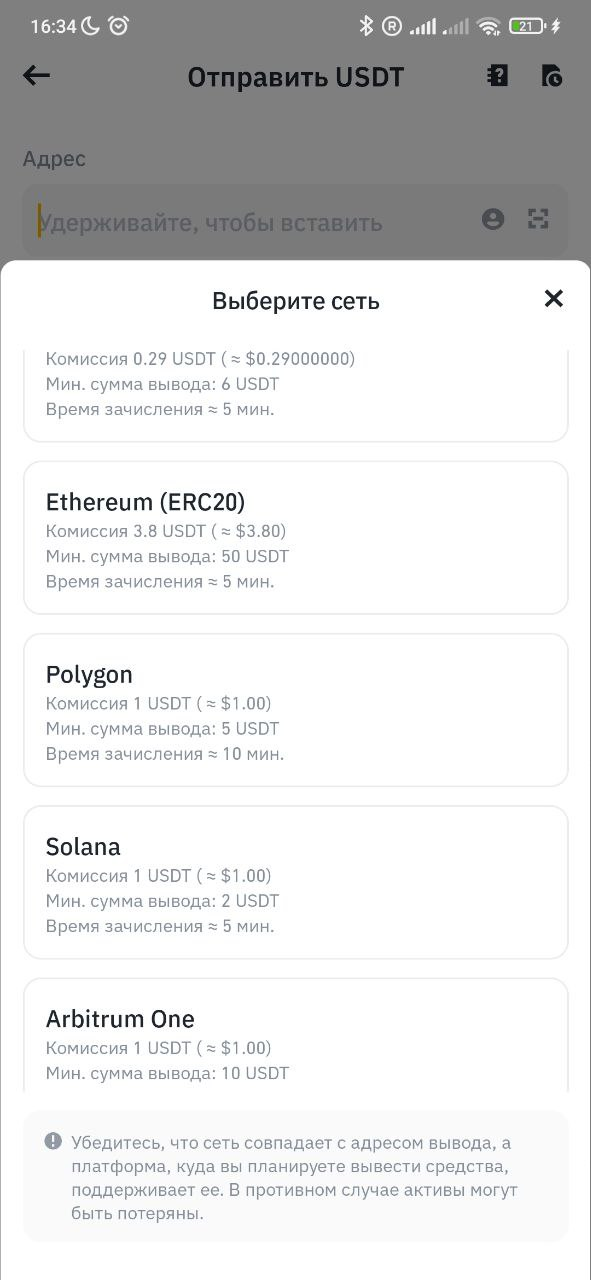 16:34
R
21
Отправить USDT
Адрес
Удерживайте, чтобы вставить
Выберите сеть
Комиссия 0.29 USDT ( ≈ $0.29000000)
Мин. сумма вывода: 6 USDT
Время зачисления ≈ 5 мин.
Ethereum (ERC20)
Комиссия 3.8 USDT ( ≈ $3.80)
Мин. сумма вывода: 50 USDT
Время зачисления ≈ 5 мин.
Polygon
Комиссия 1 USDT ( ≈ $1.00)
Мин. сумма вывода: 5 USDT
Время зачисления ≈ 10 мин.
Solana
Комиссия 1 USDT ( ≈ $1.00)
Мин. сумма вывода: 2 USDT
Время зачисления ≈ 5 мин.
Arbitrum One
Комиссия 1 USDT ( ≈ $1.00)
Мин. сумма вывода: 10 USDT
Убедитесь, что сеть совпадает с адресом вывода, а
платформа, куда вы планируете вывести средства,
поддерживает ее. В противном случае активы могут
быть потеряны.